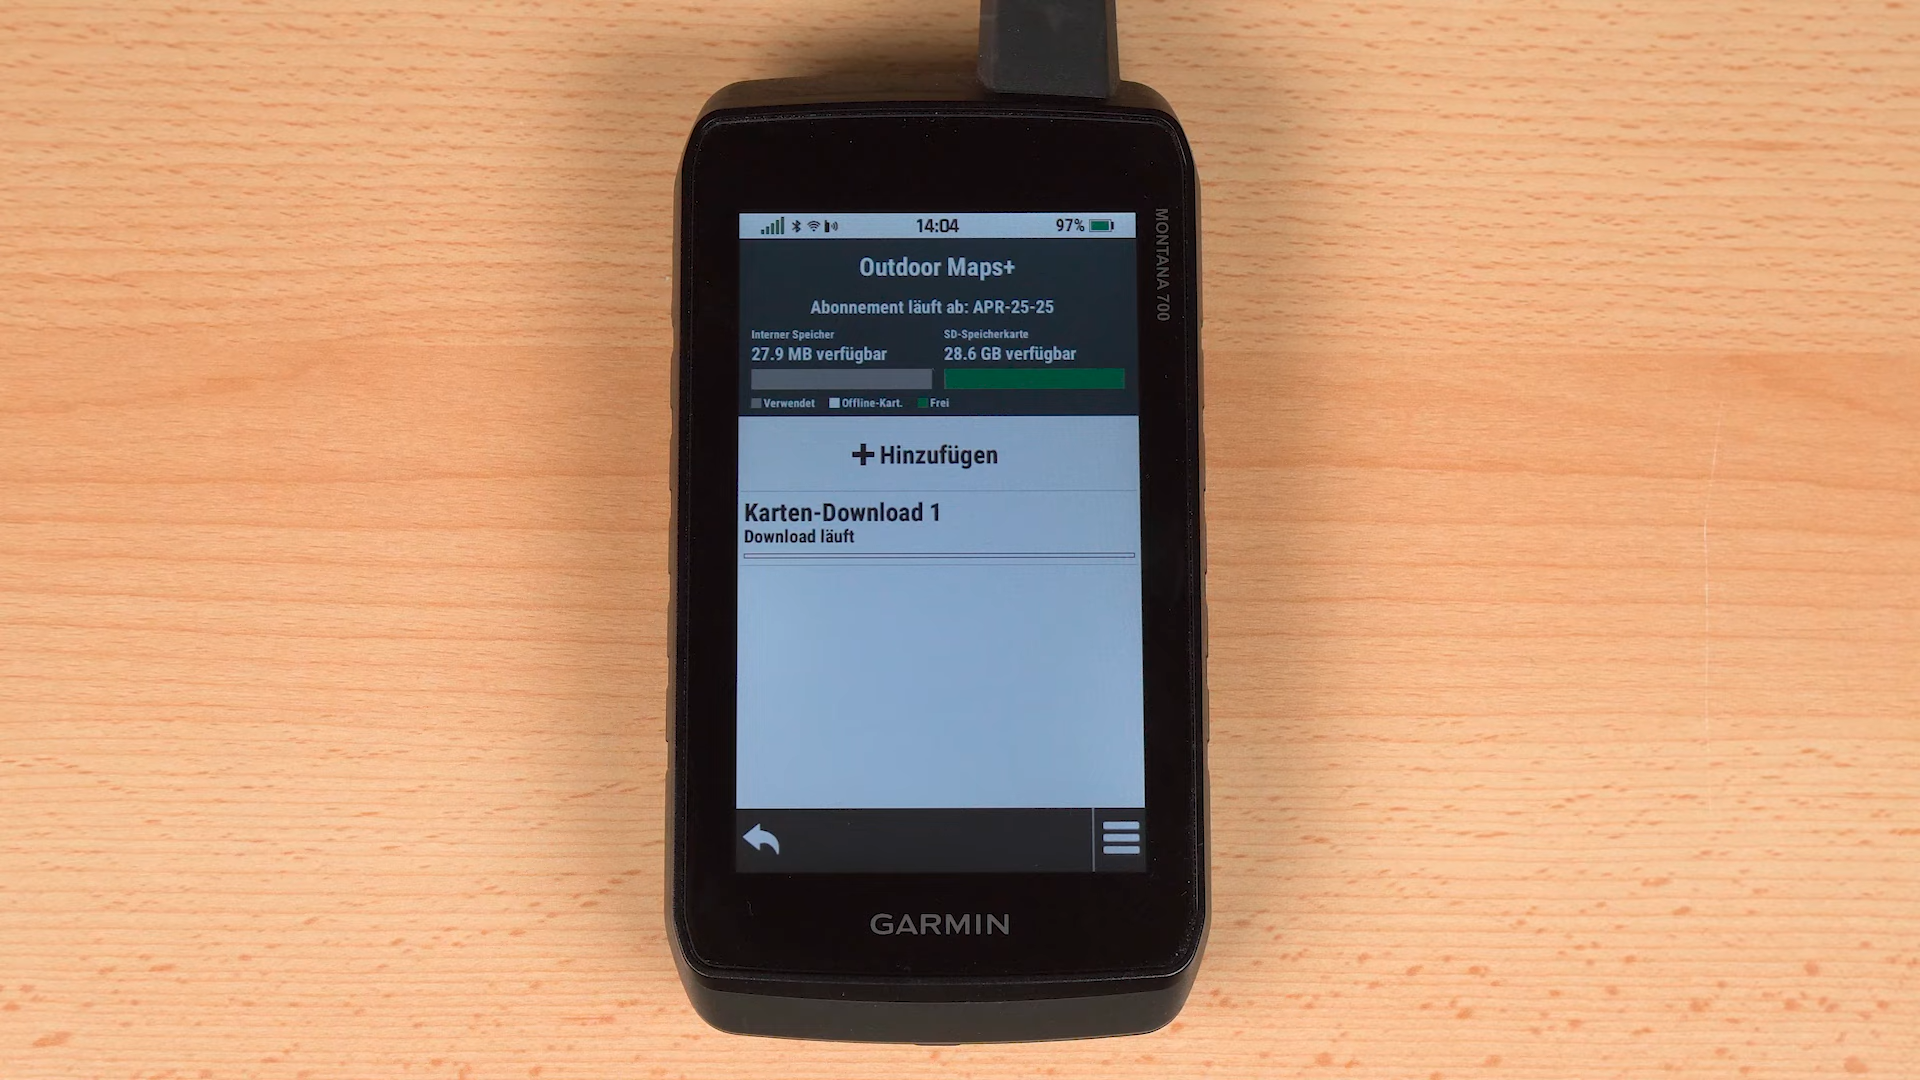 14:04
97%
Outdoor Maps+
Abonnement läuft ab: APR-25-25
Interner Speicher
27.9 MB verfügbar
SD-Speicherkarte
28.6 GB verfügbar
Verwendet Offline-Kart. Frei
Hinzufügen
Karten-Download 1
Download läuft
GARMIN
MONTANA 700